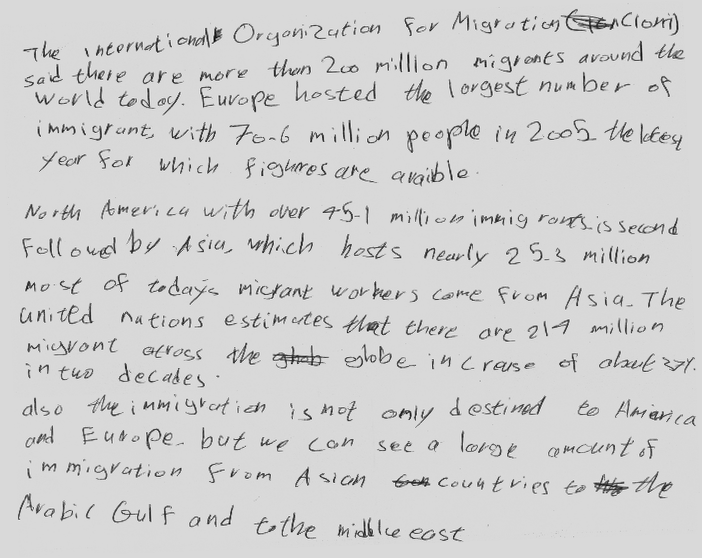 The international Organization for Migration (Iom)
said there are more than 200 million migrants around the
world today. Europe hosted the largest number of
immigrant, with 70.6 million people in 2005 the
year for which fighures are avaible.
North America with over 45.1 million immigrants is second
followed by Asia, which hosts nearly 25.3 million
most of today's migrant workers come from Asia. The
united nations estimates that there are 214 million
migrant across the globe increase of about 37%.
in two decades.
also the immigration is not only destined to America
and Europe. but we can see a large amount of
immigration from Asian countries to the
Arabic Gulf and to the middle east